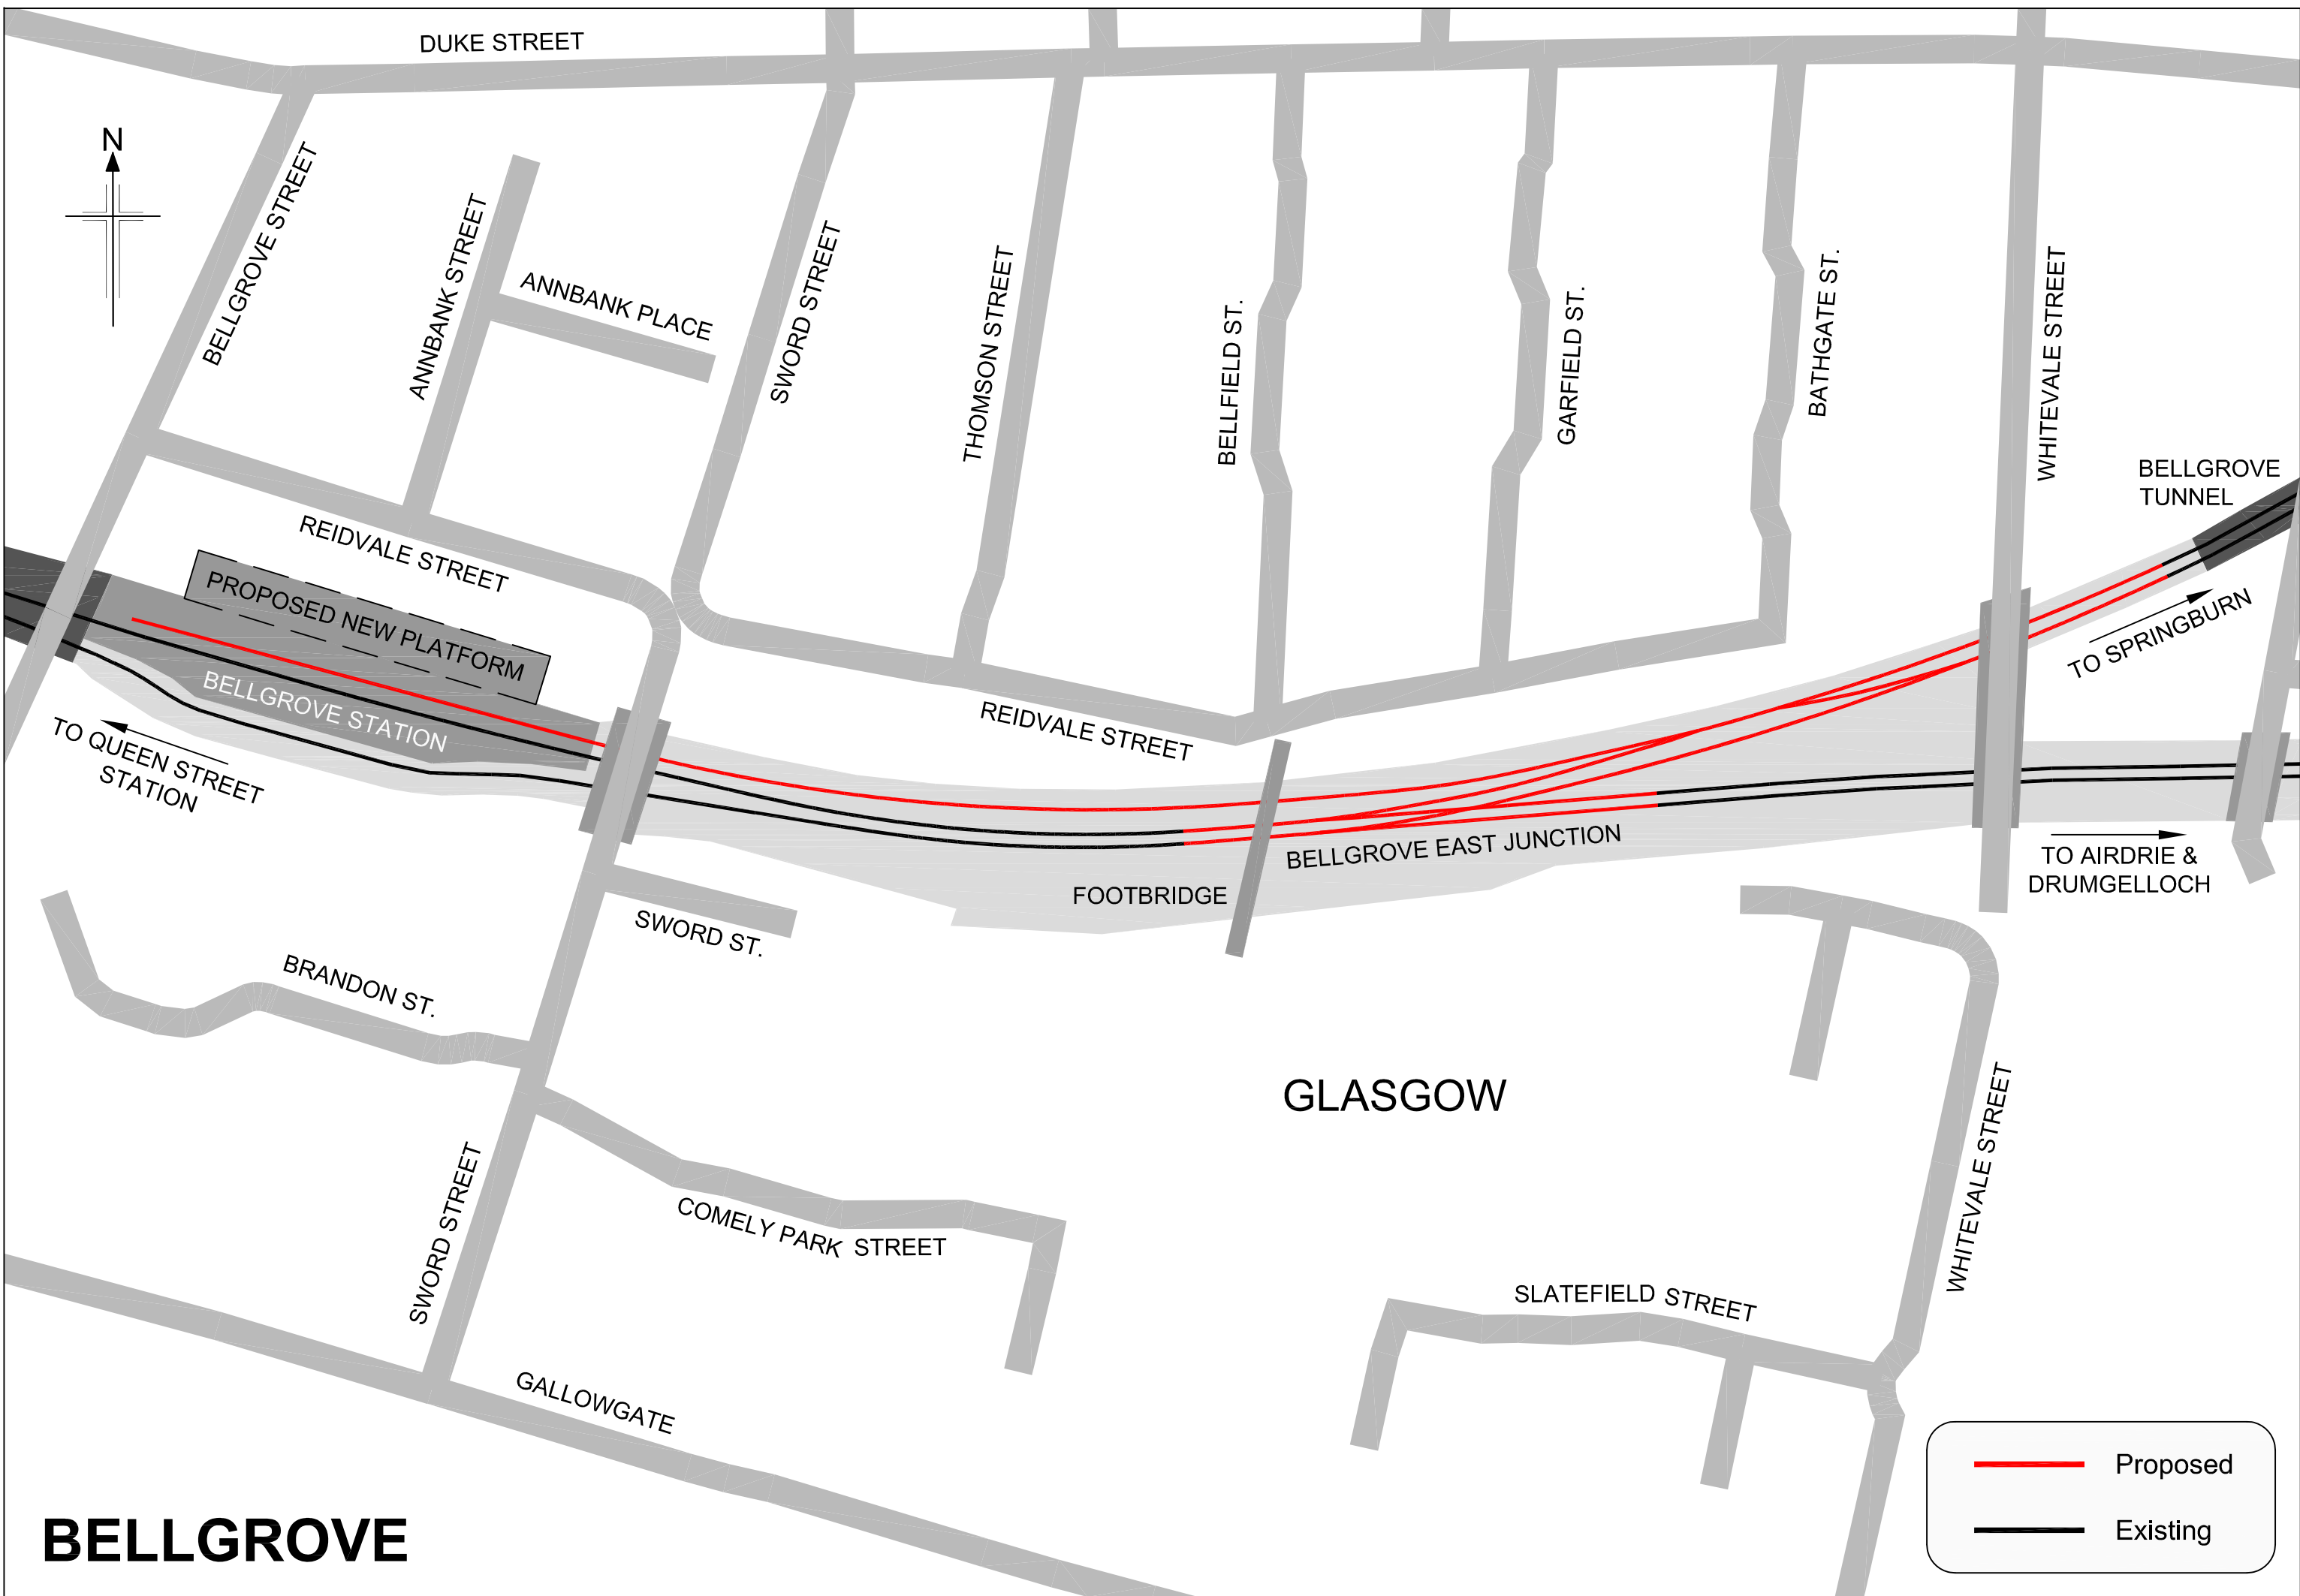 DUKE STREET
N
BELLGROVE STREET
ANNBANK STREET
ANNBANK PLACE
SWORD STREET
THOMSON STREET
BELLFIELD ST.
GARFIELD ST.
BATHGATE ST.
WHITEVALE STREET
BELLGROVE
TUNNEL
REIDVALE STREET
PROPOSED NEW PLATFORM
BELLGROVE STATION
TO QUEEN STREET
STATION
REIDVALE STREET
TO SPRINGBURN
BELLGROVE EAST JUNCTION
TO AIRDRIE &
DRUMGELLOCH
FOOTBRIDGE
SWORD ST.
BRANDON ST.
GLASGOW
SWORD STREET
COMELY PARK STREET
WHITEVALE STREET
SLATEFIELD STREET
GALLOWGATE
Proposed
Existing
BELLGROVE